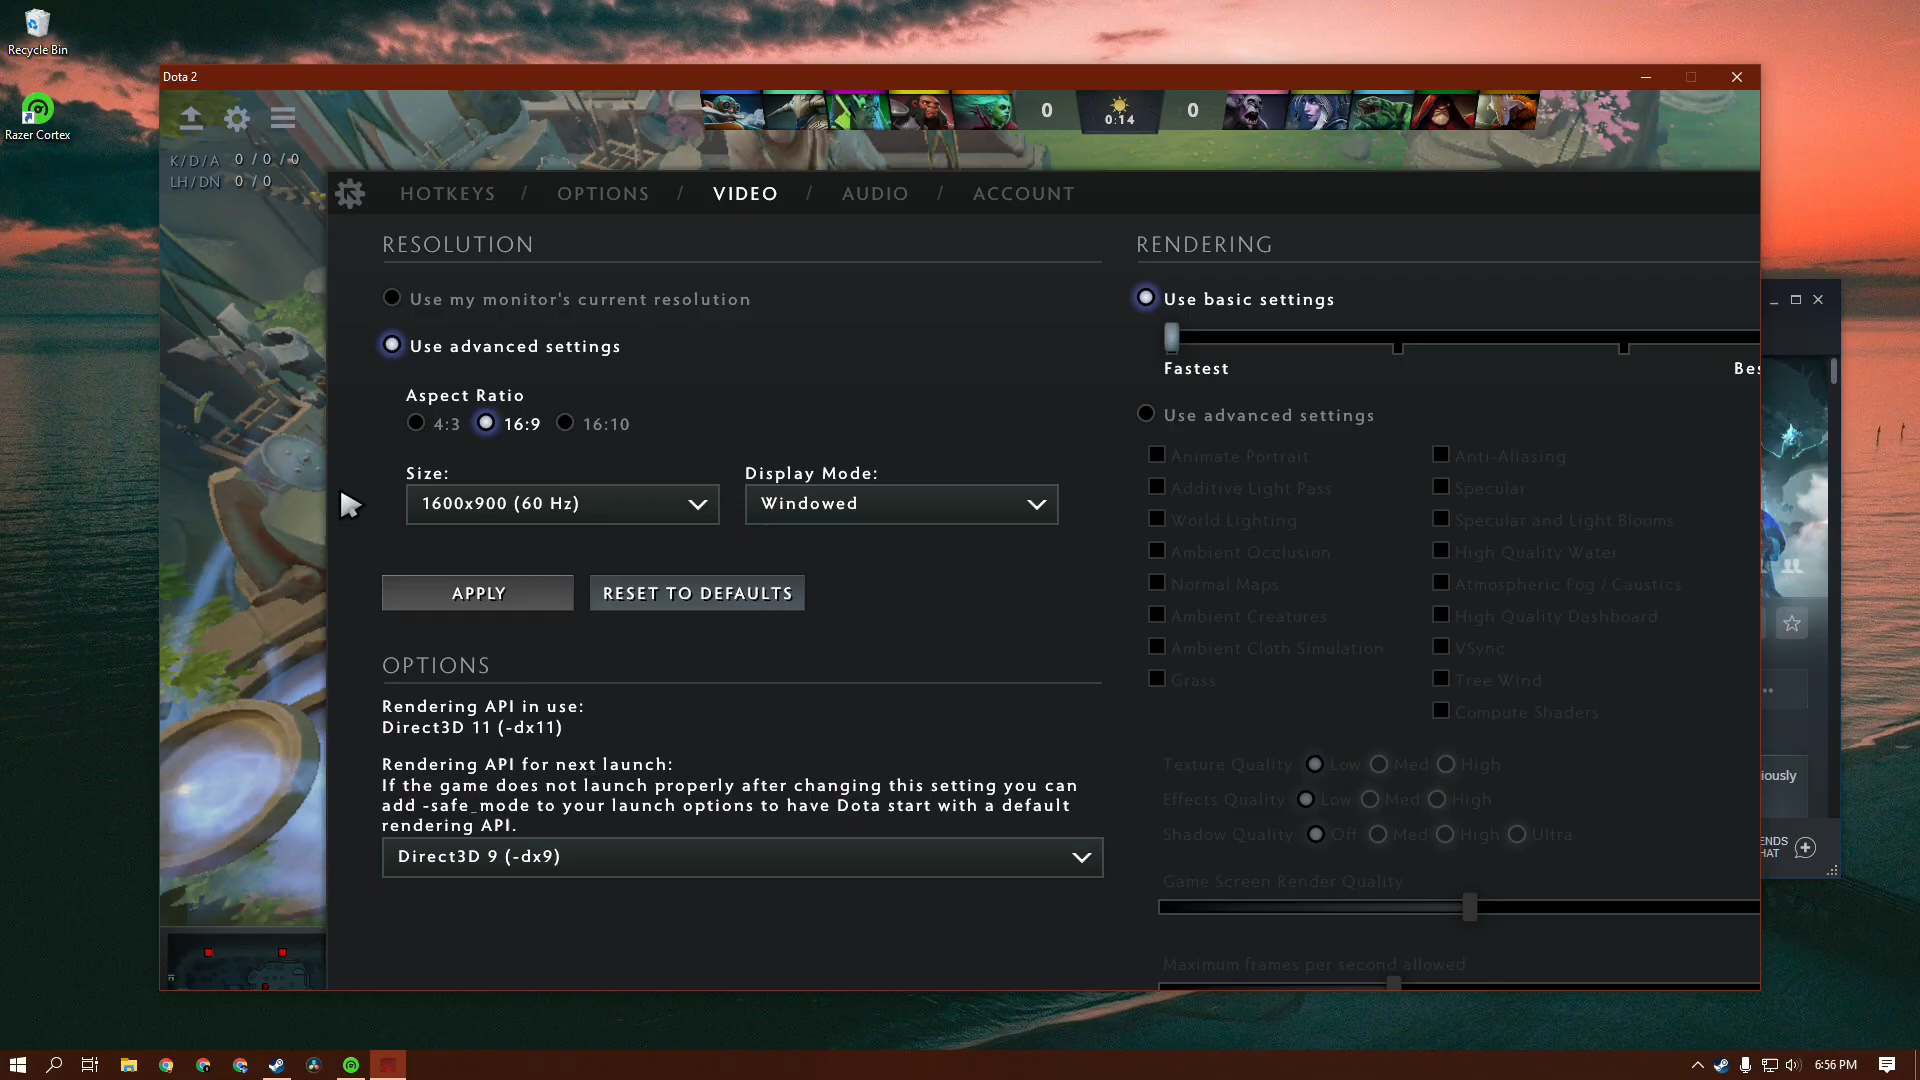 Recycle Bin
Razer Cortex
Dota 2
0
0:14
0
K/D/A 0 / 0 / 0
LH/DN 0 / 0
HOTKEYS / OPTIONS / VIDEO / AUDIO / ACCOUNT
RESOLUTION
Use my monitor's current resolution
Use advanced settings
Aspect Ratio
4:3 16:9 16:10
Size: Display Mode:
1600x900 (60 Hz) Windowed
APPLY RESET TO DEFAULTS
OPTIONS
Rendering API in use:
Direct3D 11 (-dx11)
Rendering API for next launch:
If the game does not launch properly after changing this setting you can
add -safe_mode to your launch options to have Dota start with a default
rendering API.
Direct3D 9 (-dx9)
RENDERING
Use basic settings
Fastest Bes
Use advanced settings
Animate Portrait Anti-Aliasing
Additive Light Pass Specular
World Lighting Specular and Light Blooms
Ambient Occlusion High Quality Water
Normal Maps Atmospheric Fog / Caustics
Ambient Creatures High Quality Dashboard
Ambient Cloth Simulation VSync
Grass Tree Wind
Compute Shaders
Texture Quality Low Med High
Effects Quality Low Med High
Shadow Quality Off Med High Ultra
Game Screen Render Quality
Maximum frames per second allowed
iously
ENDS
HAT
6:56 PM